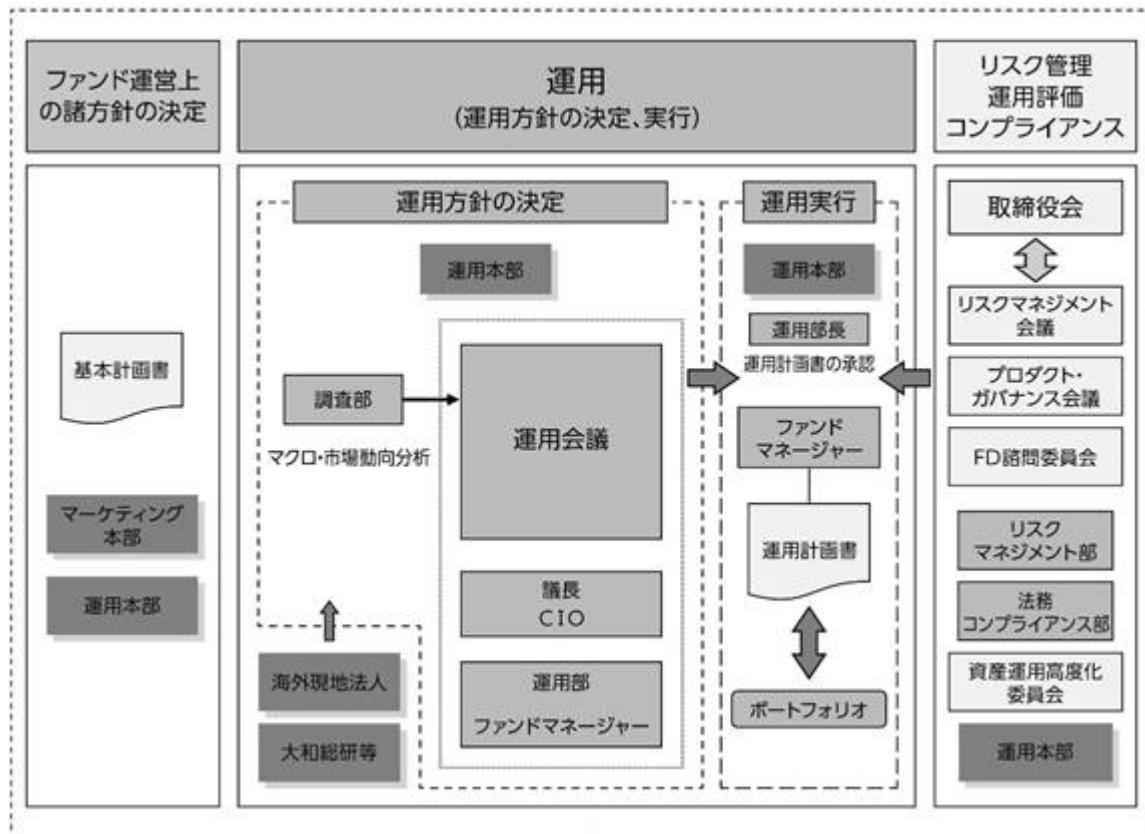 ファンド運営上
の諸方針の決定
運用
(運用方針の決定、実行)
リスク管理
運用評価
コンプライアンス
基本計画書
マーケティング
本部
運用本部
運用方針の決定
運用本部
調査部
マクロ・市場動向分析
運用会議
議長
CIO
運用部
ファンドマネージャー
海外現地法人
大和総研等
運用実行
運用本部
運用部長
運用計画書の承認
ファンド
マネージャー
運用計画書
ポートフォリオ
取締役会
リスクマネジメント
会議
プロダクト・
ガバナンス会議
FD諮問委員会
リスク
マネジメント部
法務
コンプライアンス部
資産運用高度化
委員会
運用本部